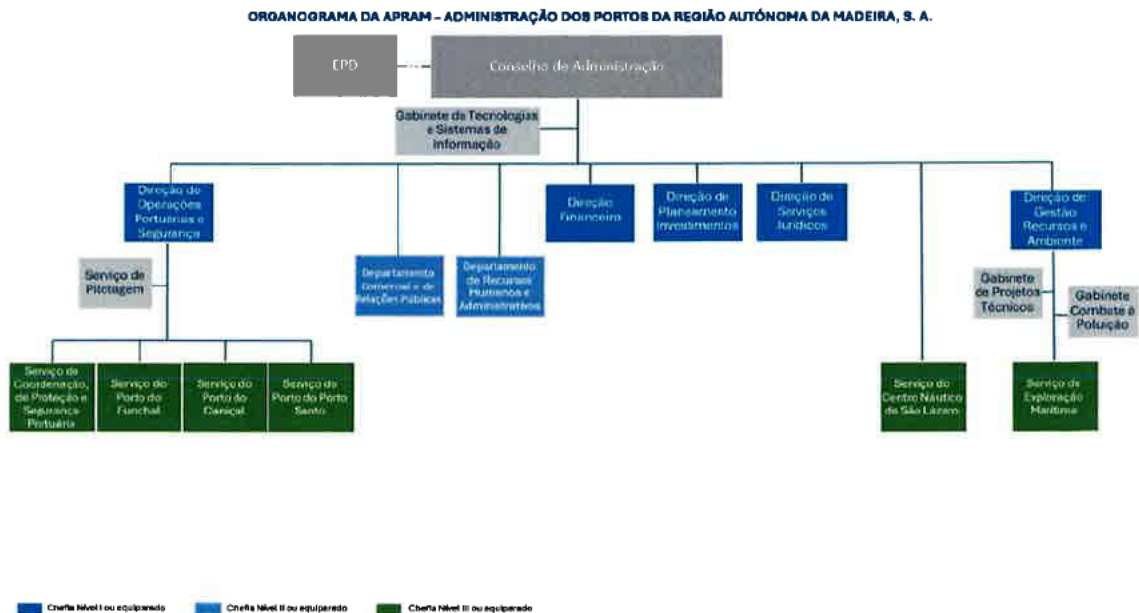 ORGANOGRAMA DA APRAM – ADMINISTRAÇÃO DOS PORTOS DA REGIÃO AUTÓNOMA DA MADEIRA, S. A.
EPD
Conselho de Administração
Gabinete de Tecnologias
e Sistemas de
Informação
Direção de
Operações
Portuárias e
Segurança
Direção
Financeira
Direção de
Planeamento
Investimentos
Direção de
Serviços
Jurídicos
Direção de
Gestão
Recursos e
Ambiente
Serviço de
Pilotagem
Departamento
Comercial e de
Relações Públicas
Departamento
de Recursos
Humanos e
Administrativos
Gabinete
de Projetos
Técnicos
Gabinete
Combate à
Poluição
Serviço de
Coordenação,
de Proteção e
Segurança
Portuária
Serviço do
Porto do
Funchal
Serviço do
Porto do
Caniçal
Serviço do
Porto do Porto
Santo
Serviço do
Centro Náutico
de São Lázaro
Serviço de
Exploração
Marítima
Chefia Nível I ou equiparado
Chefia Nível II ou equiparado
Chefia Nível III ou equiparado